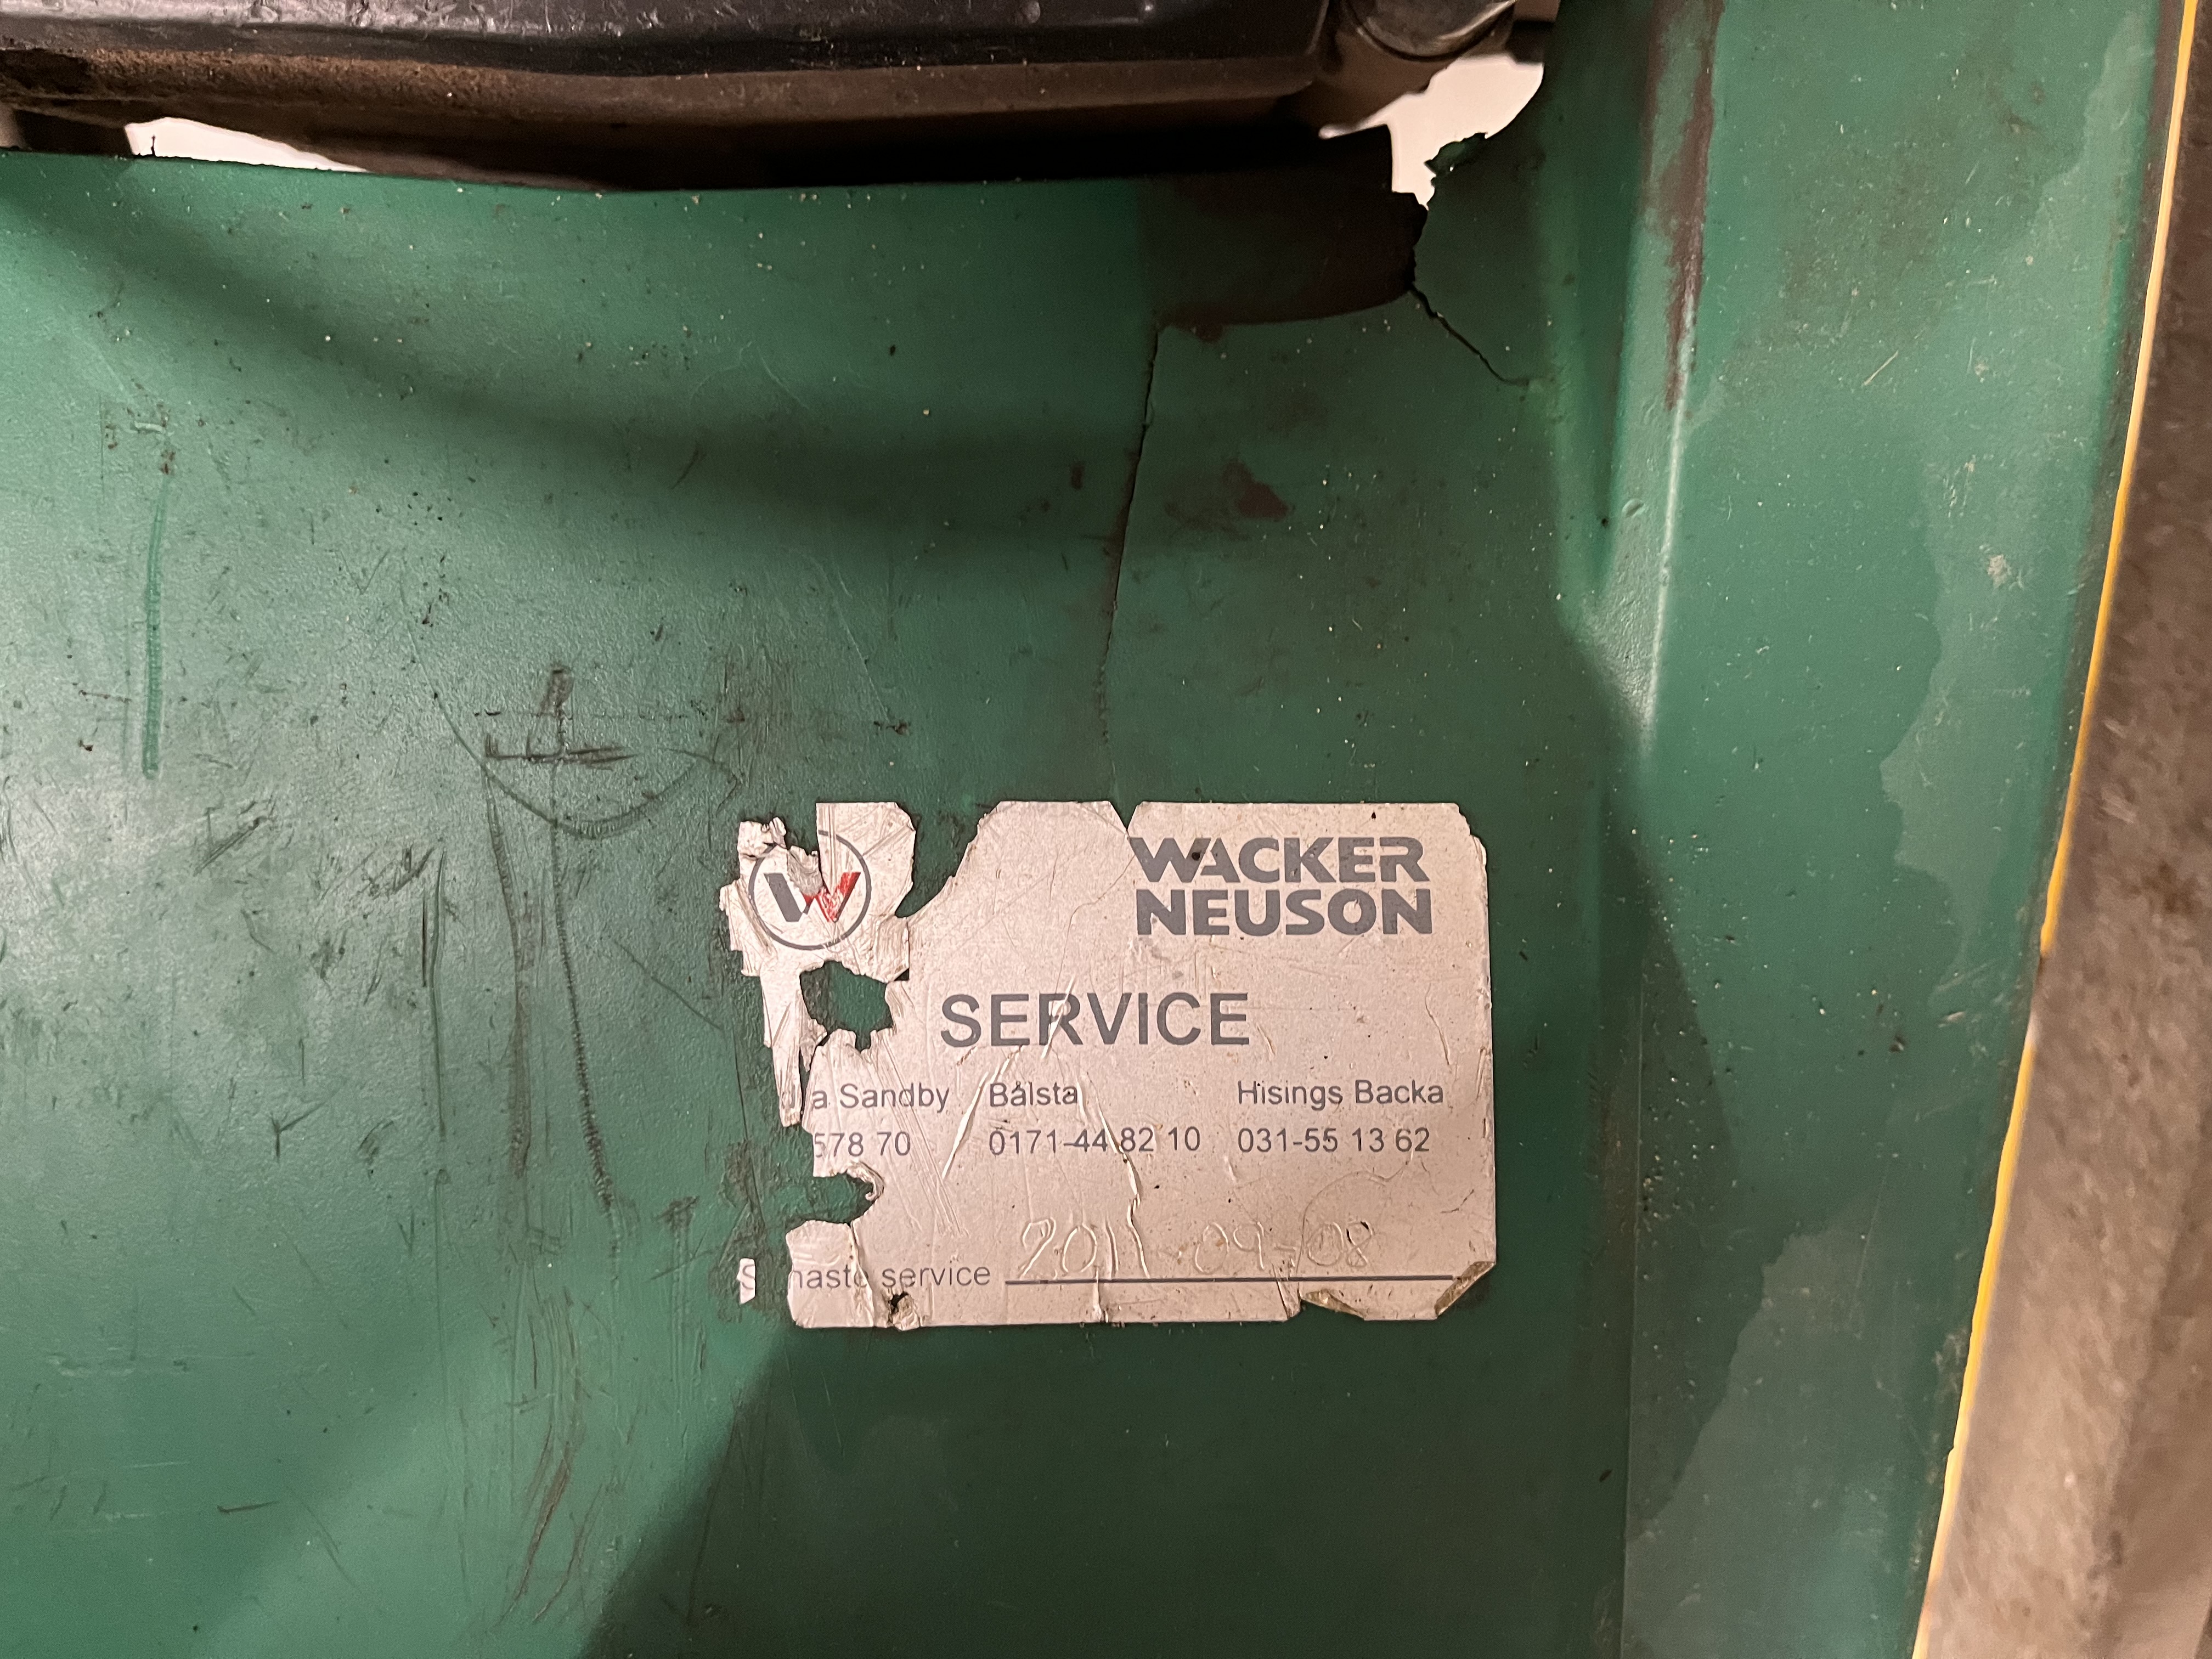 WACKER
NEUSON
SERVICE
Sandby Bålsta Hisings Backa
578 70 0171-44 82 10 031-55 13 62
service 2011-09-08